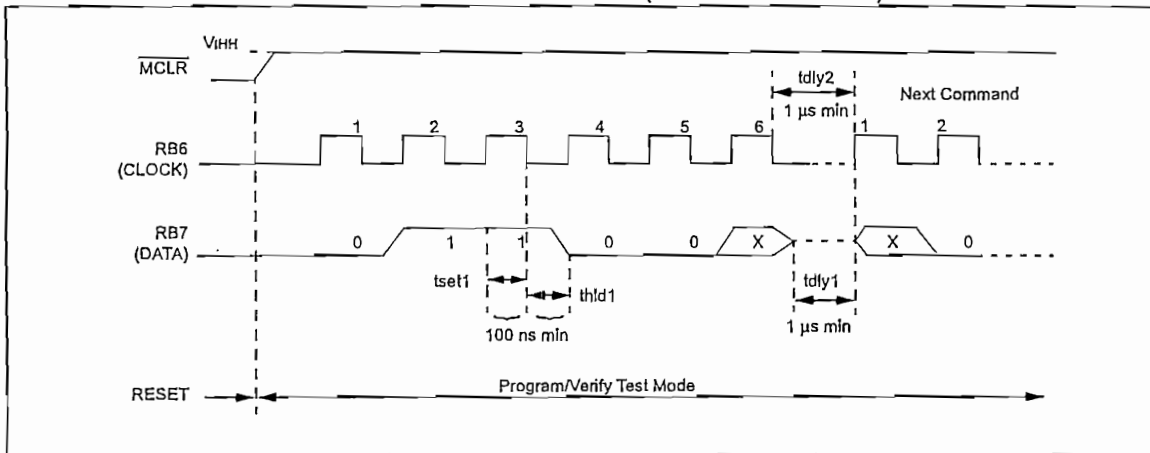 VIHH
MCLR
tdly2
Next Command
1 µs min
1 2 3 4 5 6 1 2
RB6
(CLOCK)
RB7
(DATA)
0 1 1 0 0 X X 0
tset1
thld1
tdly1
100 ns min
1 µs min
RESET
Program/Verify Test Mode